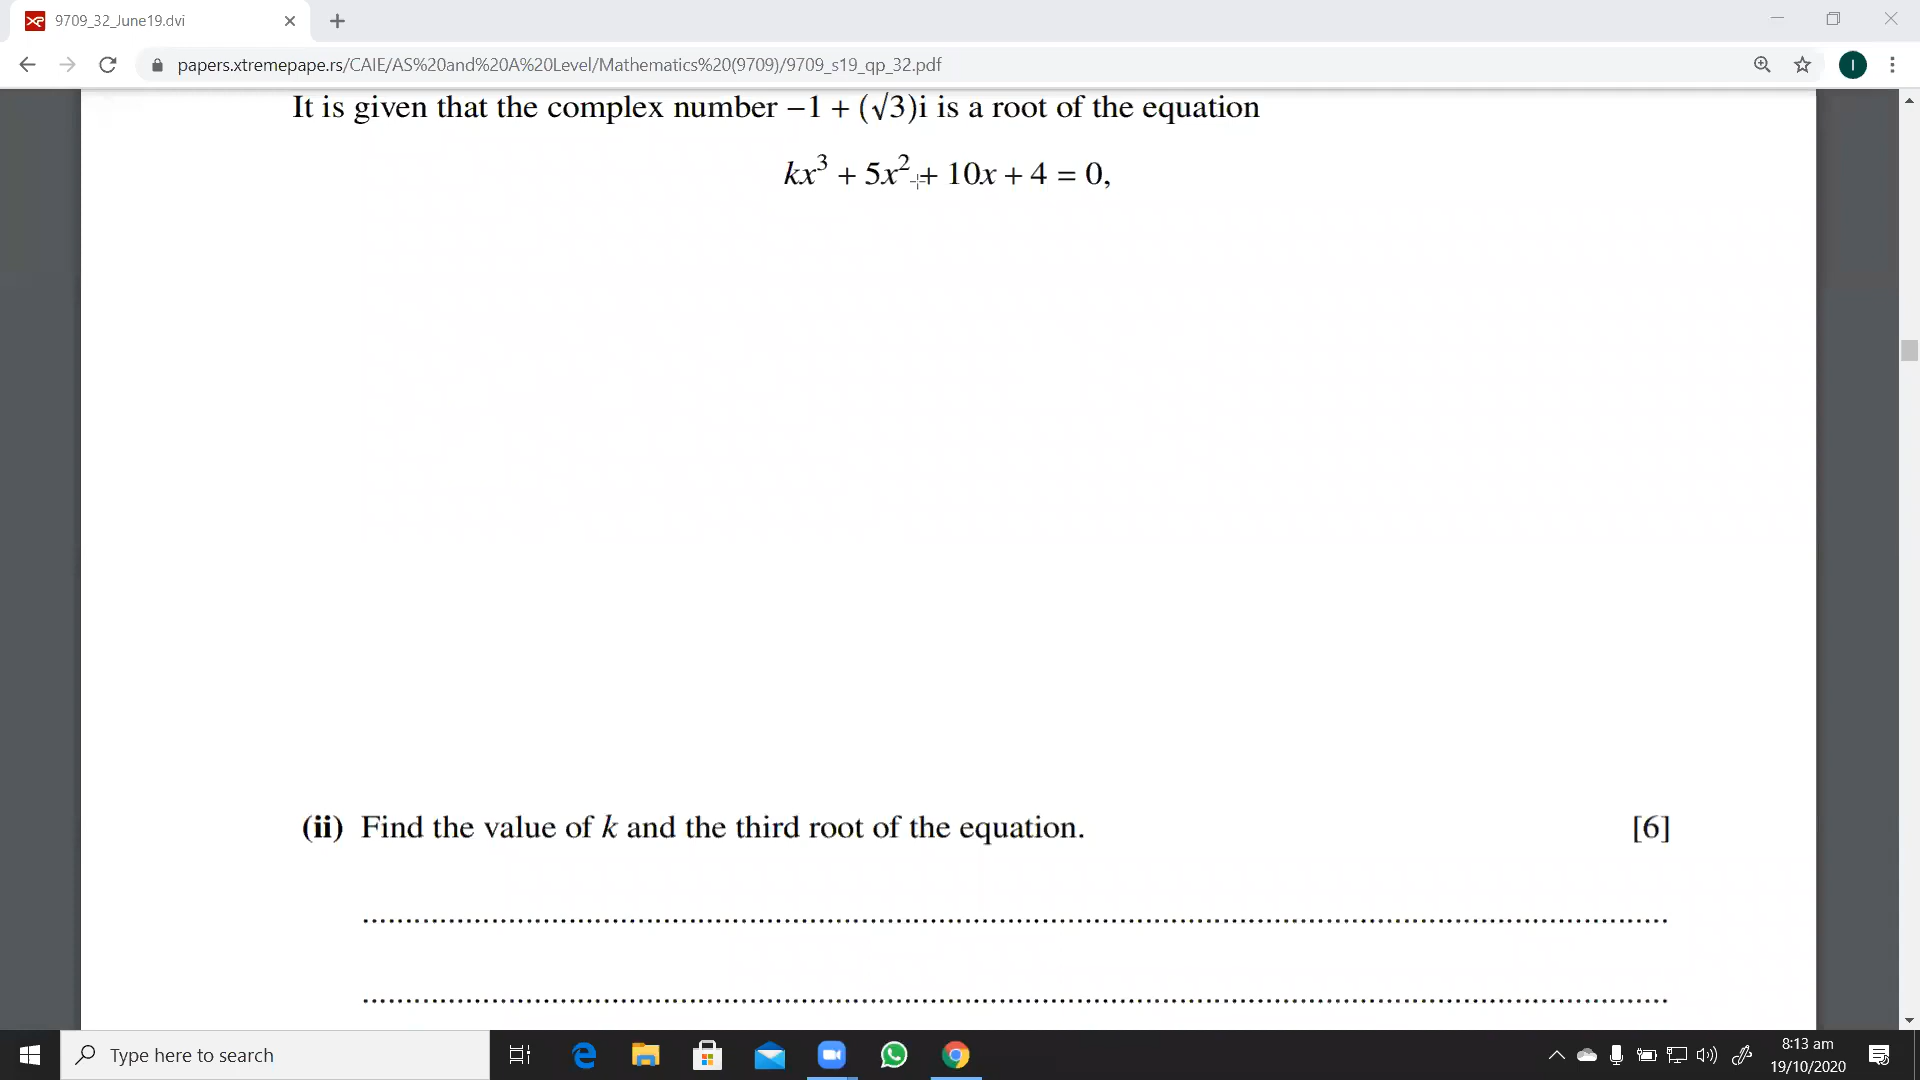 9709_32_June19.dvi
papers.xtremepape.rs/CAIE/AS%20and%20A%20Level/Mathematics%20(9709)/9709_s19_qp_32.pdf
I
It is given that the complex number −1 + (√3)i is a root of the equation
kx³ + 5x² + 10x + 4 = 0,
(ii) Find the value of k and the third root of the equation. [6]
Type here to search
8:13 am
19/10/2020